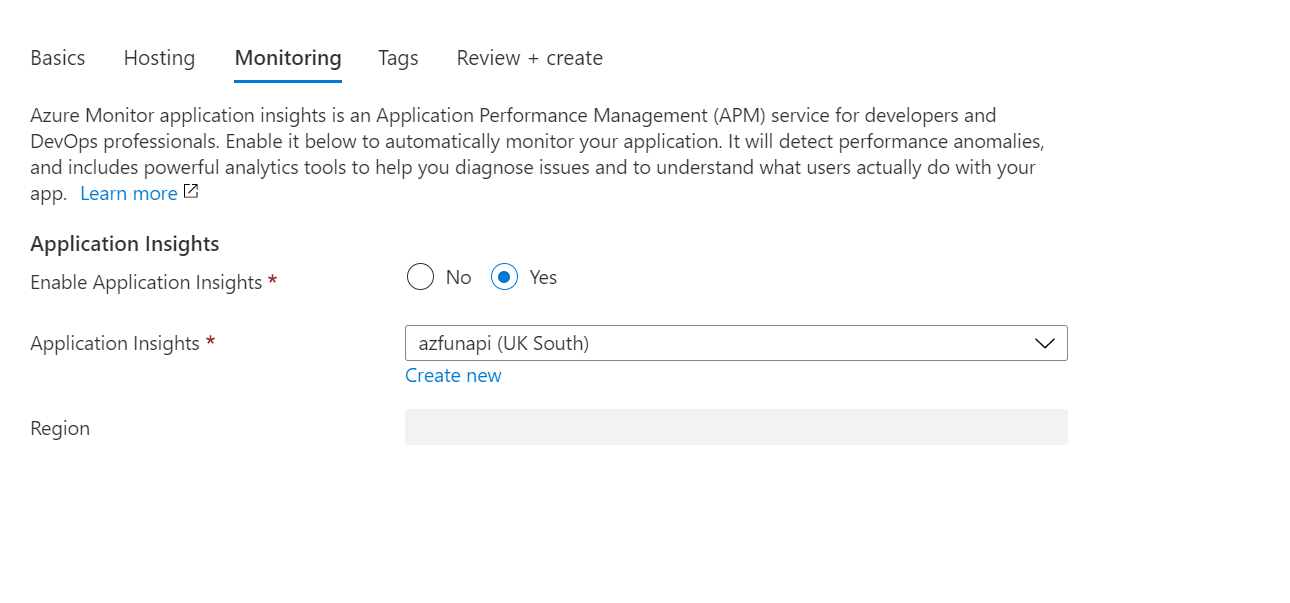 Basics Hosting Monitoring Tags Review + create
Azure Monitor application insights is an Application Performance Management (APM) service for developers and
DevOps professionals. Enable it below to automatically monitor your application. It will detect performance anomalies,
and includes powerful analytics tools to help you diagnose issues and to understand what users actually do with your
app. Learn more
Application Insights
Enable Application Insights * No Yes
Application Insights * azfunapi (UK South)
Create new
Region